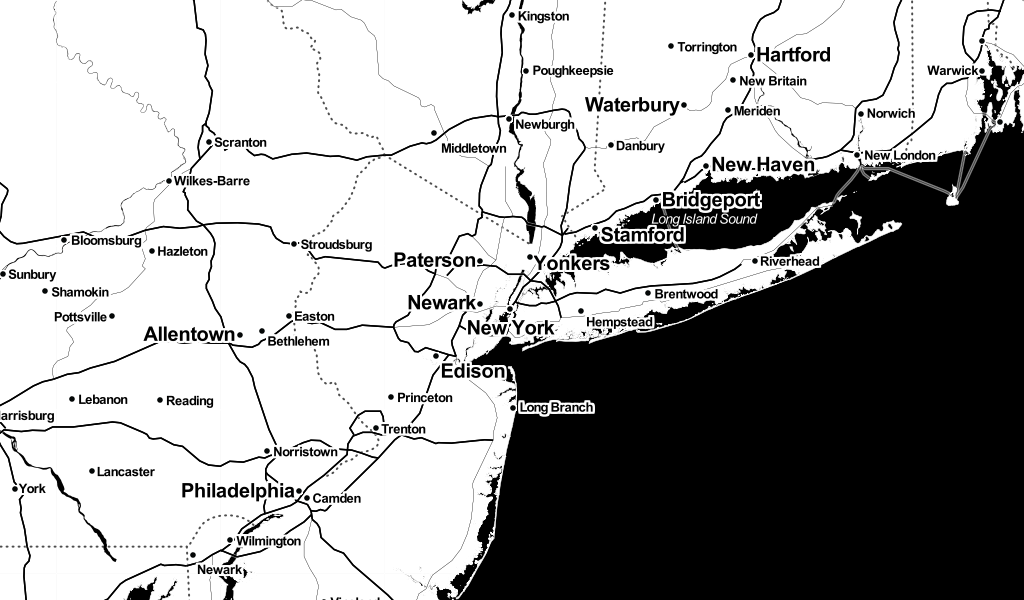 Kingston
Torrington
Hartford
Poughkeepsie
Warwick
New Britain
Waterbury
Meriden
Norwich
Newburgh
Scranton
Middletown
Danbury
New London
New Haven
Wilkes-Barre
Bridgeport
Long Island Sound
Stamford
Bloomsburg
Stroudsburg
Hazleton
Paterson
Yonkers
Riverhead
Sunbury
Shamokin
Brentwood
Newark
Pottsville
Easton
Hempstead
New York
Allentown
Bethlehem
Edison
Princeton
Lebanon
Reading
Long Branch
arrisburg
Trenton
Norristown
Lancaster
York
Philadelphia
Camden
Wilmington
Newark